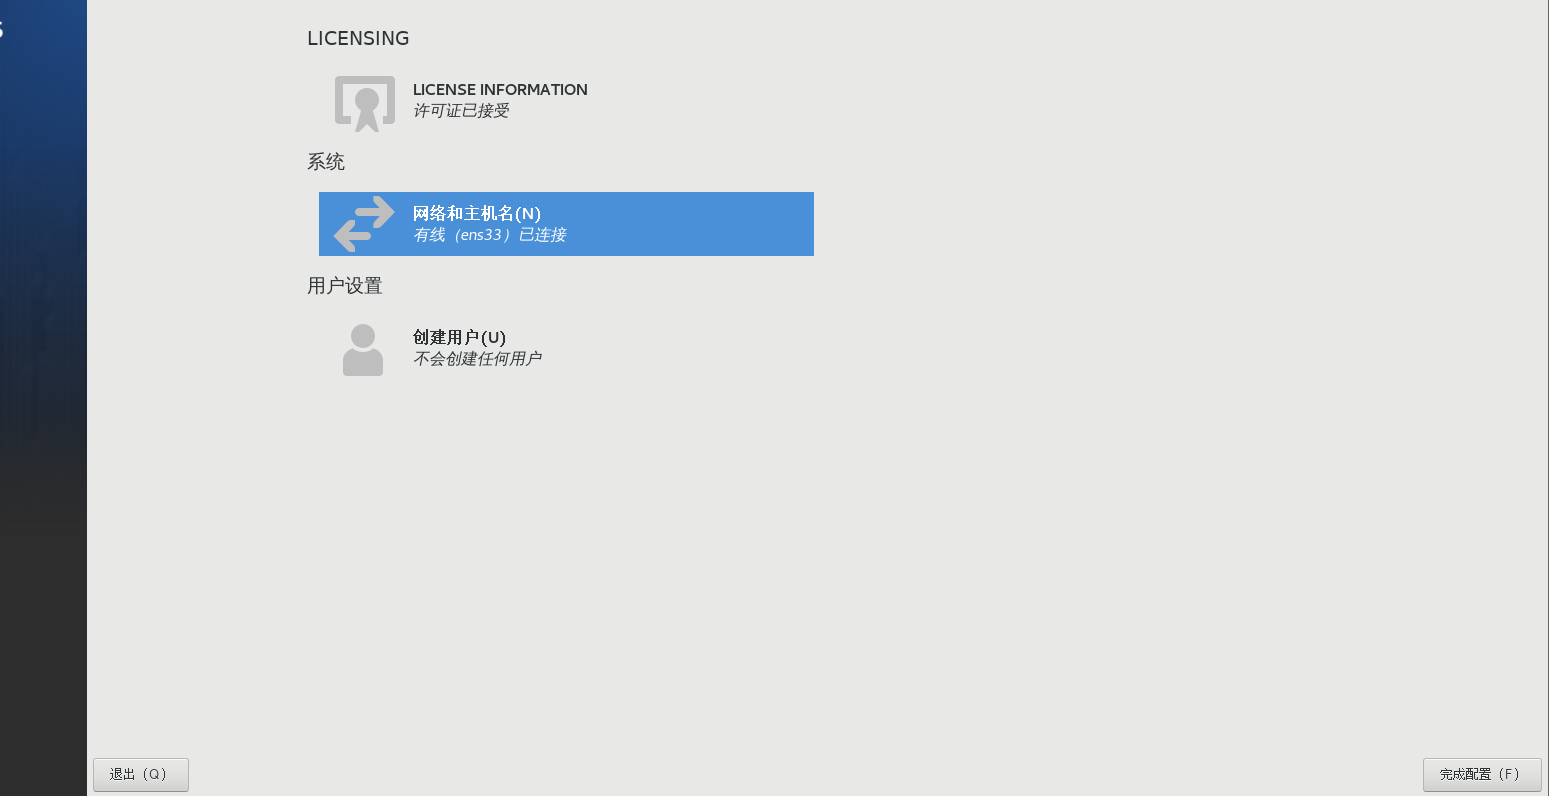 LICENSING
LICENSE INFORMATION
许可证已接受
系统
网络和主机名(N)
有线（ens33）已连接
用户设置
创建用户(U)
不会创建任何用户
退出（Q）
完成配置（F）